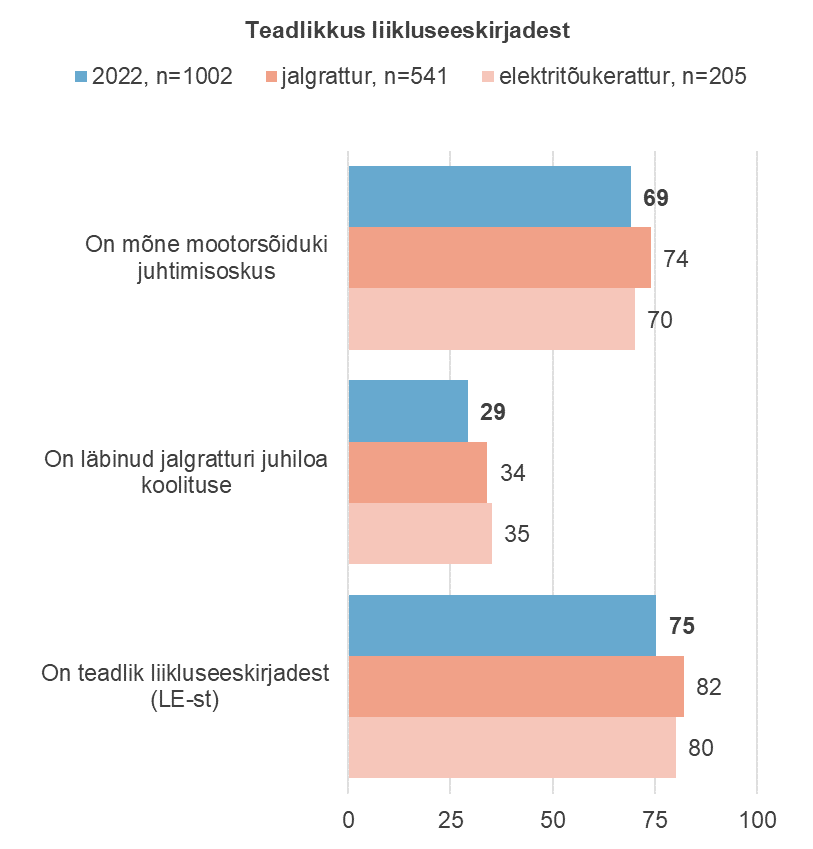 Teadlikkus liikluseeskirjadest
2022, n=1002 jalgrattur, n=541 elektritõukerattur, n=205
On mõne mootorsõiduki
juhtimisoskus
69
74
70
On läbinud jalgratturi juhiloa
koolituse
29
34
35
On teadlik liikluseeskirjadest
(LE-st)
75
82
80
0 25 50 75 100